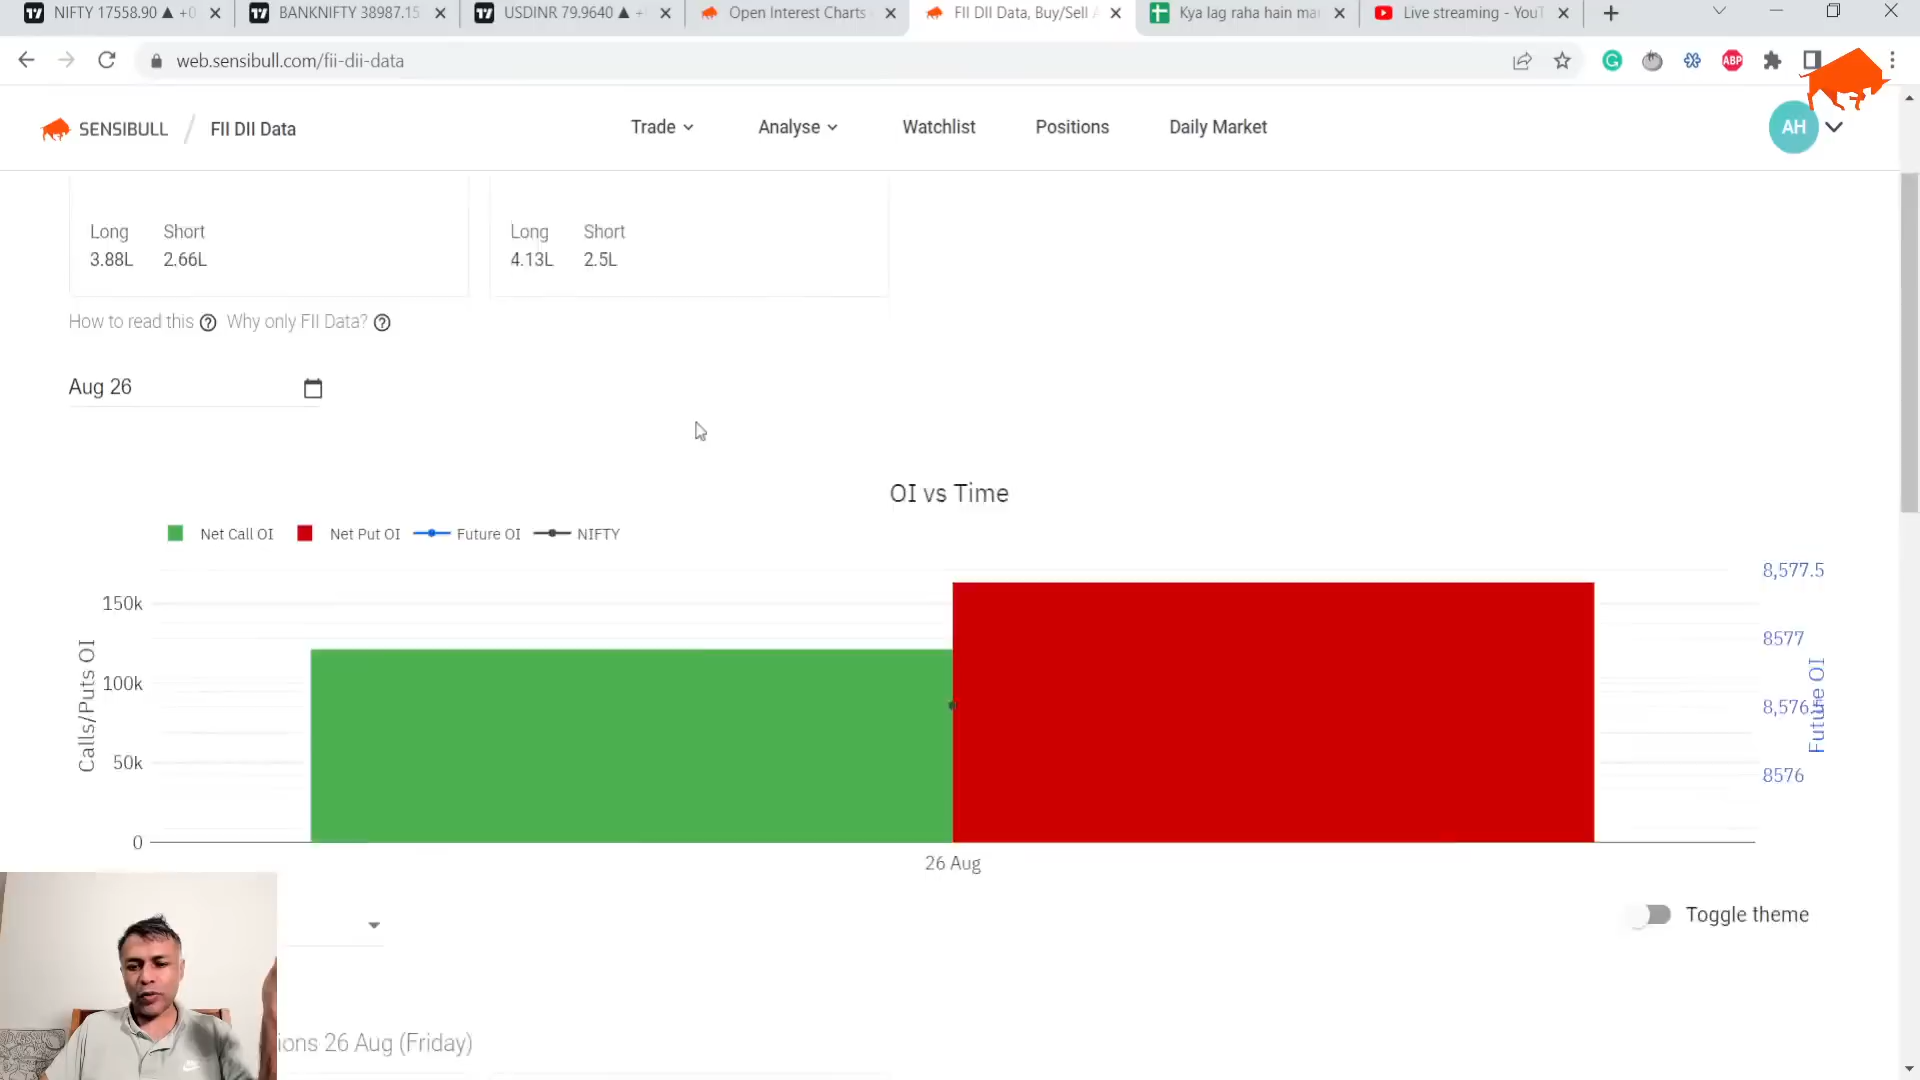 NIFTY 17558.90 ▲ +0
BANKNIFTY 38987.15
USDINR 79.9640 ▲ +
Open Interest Charts
FII DII Data, Buy/Sell
Kya lag raha hain ma
Live streaming - YouT
web.sensibull.com/fii-dii-data
ABP
SENSIBULL / FII DII Data
Trade
Analyse
Watchlist
Positions
Daily Market
AH
Long Short
3.88L 2.66L
Long Short
4.13L 2.5L
How to read this ? Why only FII Data? ?
Aug 26
OI vs Time
Net Call OI Net Put OI Future OI NIFTY
Calls/Puts OI
150k
100k
50k
0
26 Aug
8,577.5
8577
8,576.
8576
Future OI
Toggle theme
ions 26 Aug (Friday)